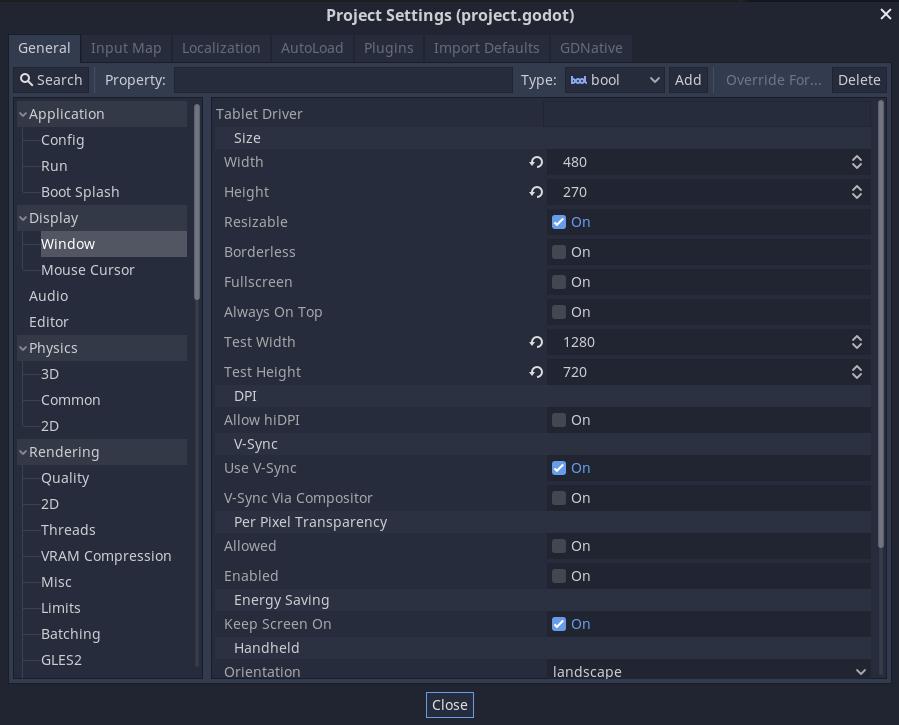 Project Settings (project.godot)
General Input Map Localization AutoLoad Plugins Import Defaults GDNative
Search Property: Type: bool bool Add Override For... Delete
Application
Config
Run
Boot Splash
Display
Window
Mouse Cursor
Audio
Editor
Physics
3D
Common
2D
Rendering
Quality
2D
Threads
VRAM Compression
Misc
Limits
Batching
GLES2
Tablet Driver
Size
Width 480
Height 270
Resizable On
Borderless On
Fullscreen On
Always On Top On
Test Width 1280
Test Height 720
DPI
Allow hiDPI On
V-Sync
Use V-Sync On
V-Sync Via Compositor On
Per Pixel Transparency
Allowed On
Enabled On
Energy Saving
Keep Screen On On
Handheld
Orientation landscape
Close